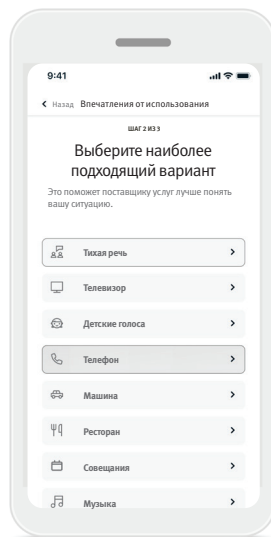 9:41
Назад Впечатления от использования
ШАГ 2 ИЗ 3
Выберите наиболее
подходящий вариант
Это поможет поставщику услуг лучше понять
вашу ситуацию.
Тихая речь
Телевизор
Детские голоса
Телефон
Машина
Ресторан
Совещания
Музыка